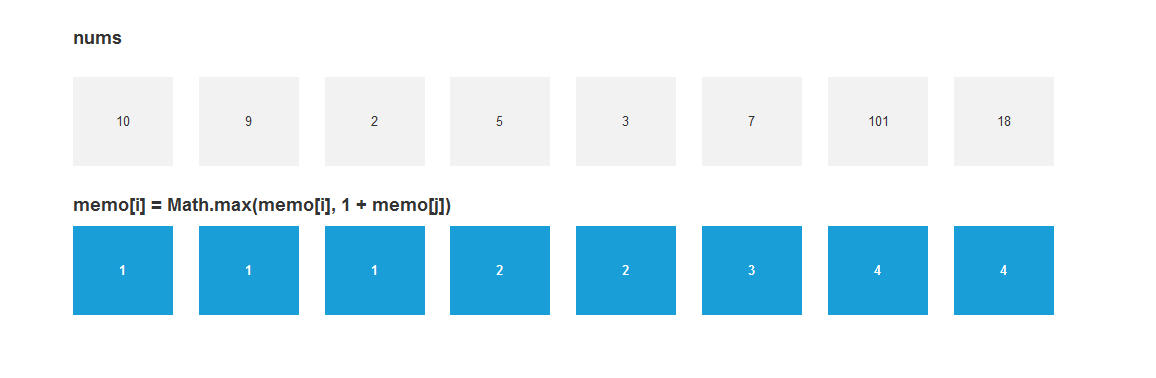 nums
10 9 2 5 3 7 101 18
memo[i] = Math.max(memo[i], 1 + memo[j])
1 1 1 2 2 3 4 4